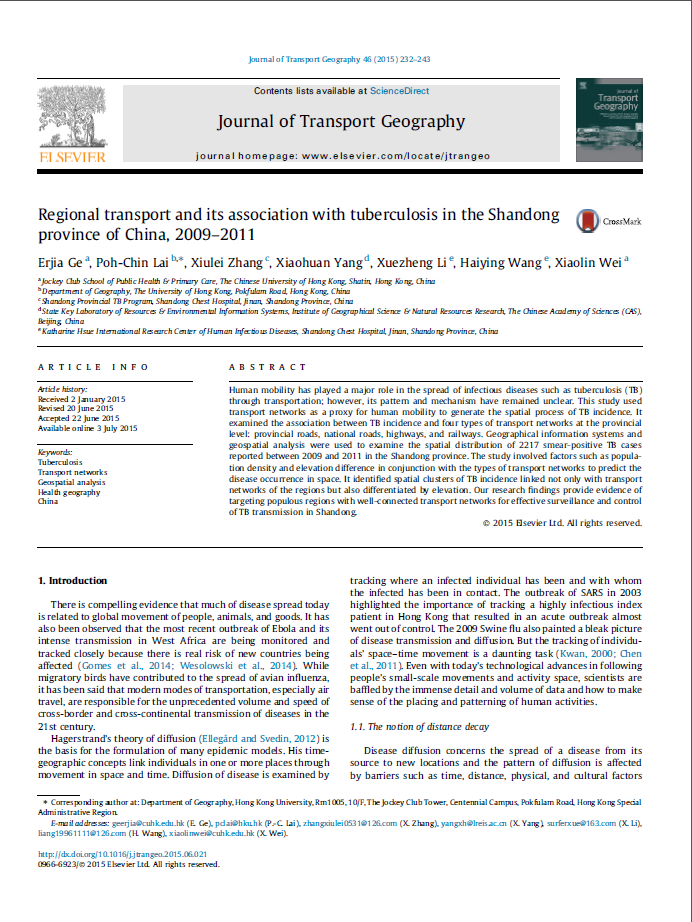 Journal of Transport Geography 46 (2015) 232–243
Contents lists available at ScienceDirect
Journal of Transport Geography
journal homepage: www.elsevier.com/locate/jtrangeo
ELSEVIER
Journal of
Transport
Geography
Regional transport and its association with tuberculosis in the Shandong
province of China, 2009–2011
CrossMark
Erjia Ge a, Poh-Chin Lai b,*, Xiulei Zhang c, Xiaohuan Yang d, Xuezheng Li e, Haiying Wang e, Xiaolin Wei a
a Jockey Club School of Public Health & Primary Care, The Chinese University of Hong Kong, Shatin, Hong Kong, China
b Department of Geography, The University of Hong Kong, Pokfulam Road, Hong Kong, China
c Shandong Provincial TB Program, Shandong Chest Hospital, Jinan, Shandong Province, China
d State Key Laboratory of Resources & Environmental Information Systems, Institute of Geographical Science & Natural Resources Research, The Chinese Academy of Sciences (CAS),
Beijing, China
e Katharine Hsue International Research Center of Human Infectious Diseases, Shandong Chest Hospital, Jinan, Shandong Province, China
ARTICLE INFO
Article history:
Received 2 January 2015
Revised 20 June 2015
Accepted 22 June 2015
Available online 3 July 2015
Keywords:
Tuberculosis
Transport networks
Geospatial analysis
Health geography
China
ABSTRACT
Human mobility has played a major role in the spread of infectious diseases such as tuberculosis (TB)
through transportation; however, its pattern and mechanism have remained unclear. This study used
transport networks as a proxy for human mobility to generate the spatial process of TB incidence. It
examined the association between TB incidence and four types of transport networks at the provincial
level: provincial roads, national roads, highways, and railways. Geographical information systems and
geospatial analysis were used to examine the spatial distribution of 2217 smear-positive TB cases
reported between 2009 and 2011 in the Shandong province. The study involved factors such as popula-
tion density and elevation difference in conjunction with the types of transport networks to predict the
disease occurrence in space. It identified spatial clusters of TB incidence linked not only with transport
networks of the regions but also differentiated by elevation. Our research findings provide evidence of
targeting populous regions with well-connected transport networks for effective surveillance and control
of TB transmission in Shandong.
© 2015 Elsevier Ltd. All rights reserved.
1. Introduction
There is compelling evidence that much of disease spread today
is related to global movement of people, animals, and goods. It has
also been observed that the most recent outbreak of Ebola and its
intense transmission in West Africa are being monitored and
tracked closely because there is real risk of new countries being
affected (Gomes et al., 2014; Wesolowski et al., 2014). While
migratory birds have contributed to the spread of avian influenza,
it has been said that modern modes of transportation, especially air
travel, are responsible for the unprecedented volume and speed of
cross-border and cross-continental transmission of diseases in the
21st century.
Hagerstrand's theory of diffusion (Ellegård and Svedin, 2012) is
the basis for the formulation of many epidemic models. His time-
geographic concepts link individuals in one or more places through
movement in space and time. Diffusion of disease is examined by
tracking where an infected individual has been and with whom
the infected has been in contact. The outbreak of SARS in 2003
highlighted the importance of tracking a highly infectious index
patient in Hong Kong that resulted in an acute outbreak almost
went out of control. The 2009 Swine flu also painted a bleak picture
of disease transmission and diffusion. But the tracking of individu-
als' space–time movement is a daunting task (Kwan, 2000; Chen
et al., 2011). Even with today's technological advances in following
people's small-scale movements and activity space, scientists are
baffled by the immense detail and volume of data and how to make
sense of the placing and patterning of human activities.
1.1. The notion of distance decay
Disease diffusion concerns the spread of a disease from its
source to new locations and the pattern of diffusion is affected
by barriers such as time, distance, physical, and cultural factors
* Corresponding author at: Department of Geography, Hong Kong University, Rm1005, 10/F, The Jockey Club Tower, Centennial Campus, Pokfulam Road, Hong Kong Special
Administrative Region.
E-mail addresses: geerjia@cuhk.edu.hk (E. Ge), pclai@hku.hk (P.-C. Lai), zhangxiulei0531@126.com (X. Zhang), yangxh@lreis.ac.cn (X. Yang), surferxue@163.com (X. Li),
liang19961111@126.com (H. Wang), xiaolinwei@cuhk.edu.hk (X. Wei).
http://dx.doi.org/10.1016/j.jtrangeo.2015.06.021
0966-6923/© 2015 Elsevier Ltd. All rights reserved.